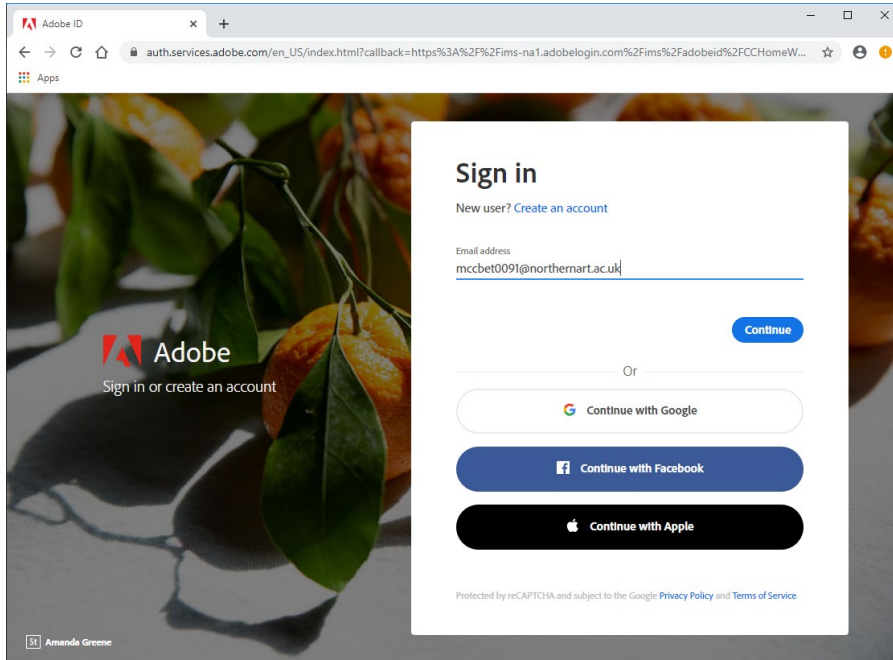 Adobe ID
auth.services.adobe.com/en_US/index.html?callback=https%3A%2F%2Fims-na1.adobelogin.com%2Fims%2Fadobeid%2FCCHomeW...
Apps
Sign in
New user? Create an account
Email address
mccbet0091@northernart.ac.uk
Continue
Adobe
Sign in or create an account
Or
G Continue with Google
f Continue with Facebook
Continue with Apple
Protected by reCAPTCHA and subject to the Google Privacy Policy and Terms of Service.
St Amanda Greene